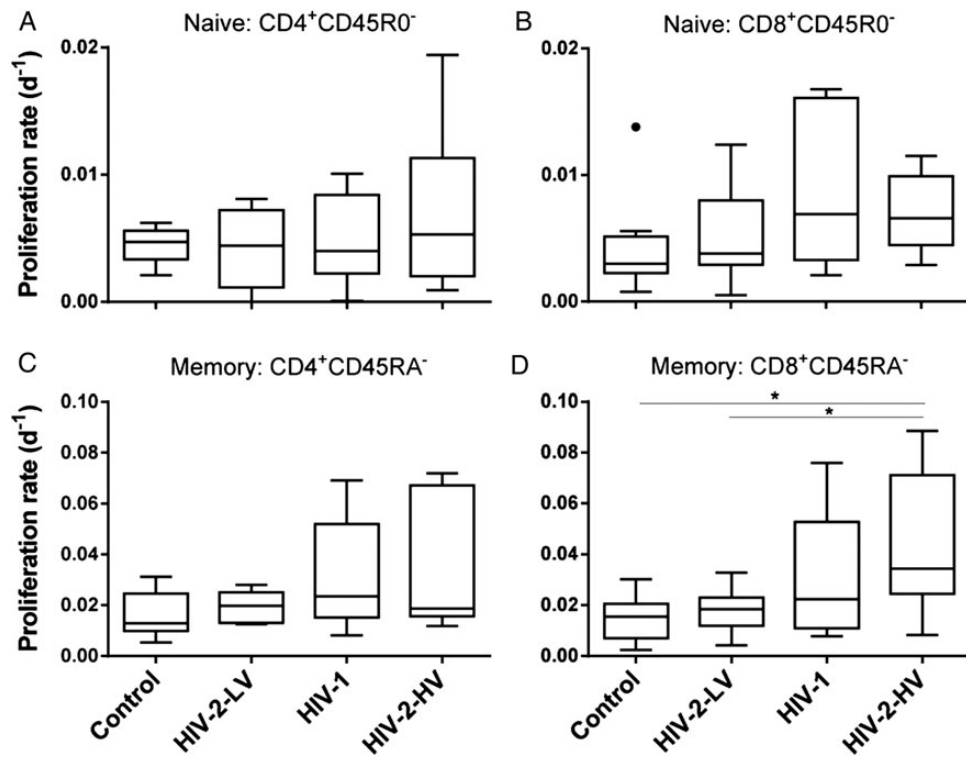 A
Naive: CD4⁺CD45R0⁻
B
Naive: CD8⁺CD45R0⁻
Proliferation rate (d⁻¹)
0.02
0.01
0.00
0.02
0.01
0.00
C
Memory: CD4⁺CD45RA⁻
D
Memory: CD8⁺CD45RA⁻
Proliferation rate (d⁻¹)
0.10
0.08
0.06
0.04
0.02
0.00
0.10
0.08
0.06
0.04
0.02
0.00
*
*
Control
HIV-2-LV
HIV-1
HIV-2-HV
Control
HIV-2-LV
HIV-1
HIV-2-HV